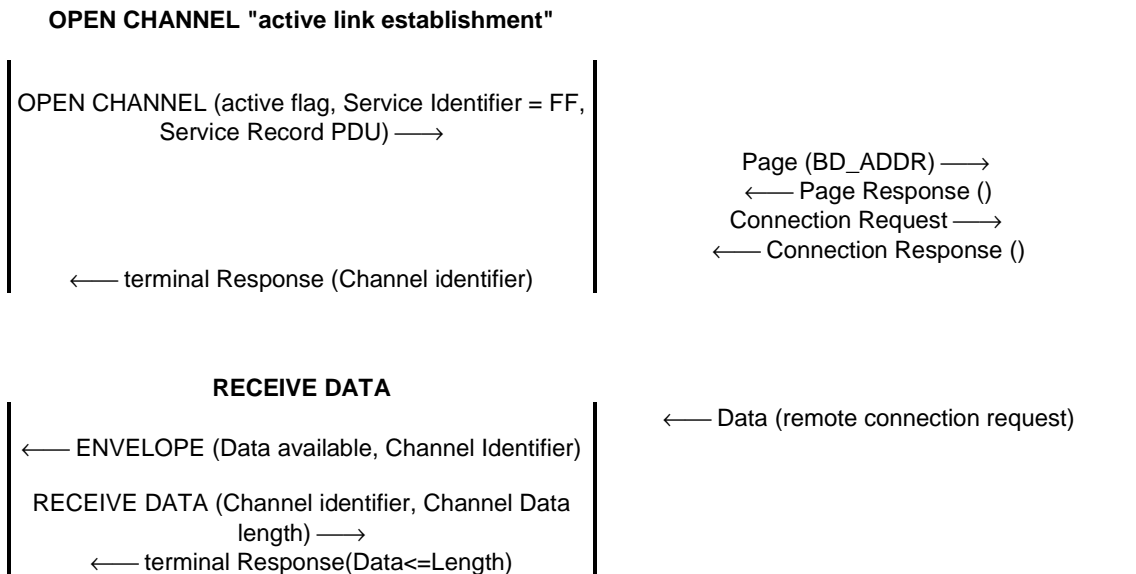 OPEN CHANNEL "active link establishment"
OPEN CHANNEL (active flag, Service Identifier = FF,
Service Record PDU) ⟶
Page (BD_ADDR) ⟶
⟵ Page Response ()
Connection Request ⟶
⟵ Connection Response ()
⟵ terminal Response (Channel identifier)
RECEIVE DATA
⟵ Data (remote connection request)
⟵ ENVELOPE (Data available, Channel Identifier)
RECEIVE DATA (Channel identifier, Channel Data
length) ⟶
⟵ terminal Response(Data<=Length)